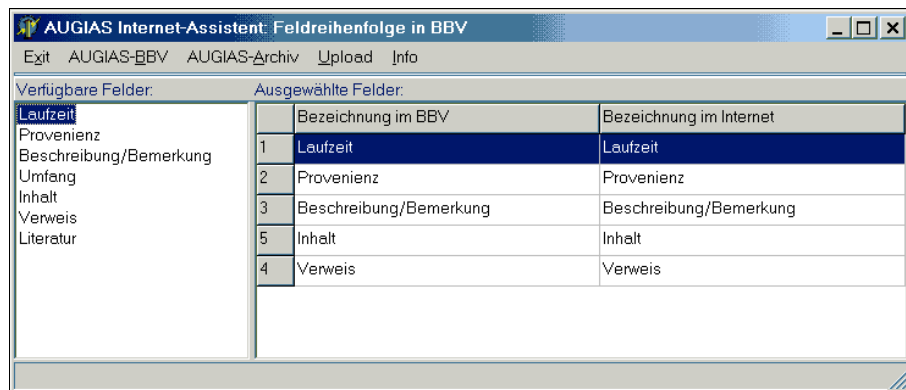 AUGIAS Internet-Assistent: Feldreihenfolge in BBV
Exit AUGIAS-BBV AUGIAS-Archiv Upload Info
Verfügbare Felder:
Laufzeit
Provenienz
Beschreibung/Bemerkung
Umfang
Inhalt
Verweis
Literatur
Ausgewählte Felder:
Bezeichnung im BBV Bezeichnung im Internet
1 Laufzeit Laufzeit
2 Provenienz Provenienz
3 Beschreibung/Bemerkung Beschreibung/Bemerkung
5 Inhalt Inhalt
4 Verweis Verweis